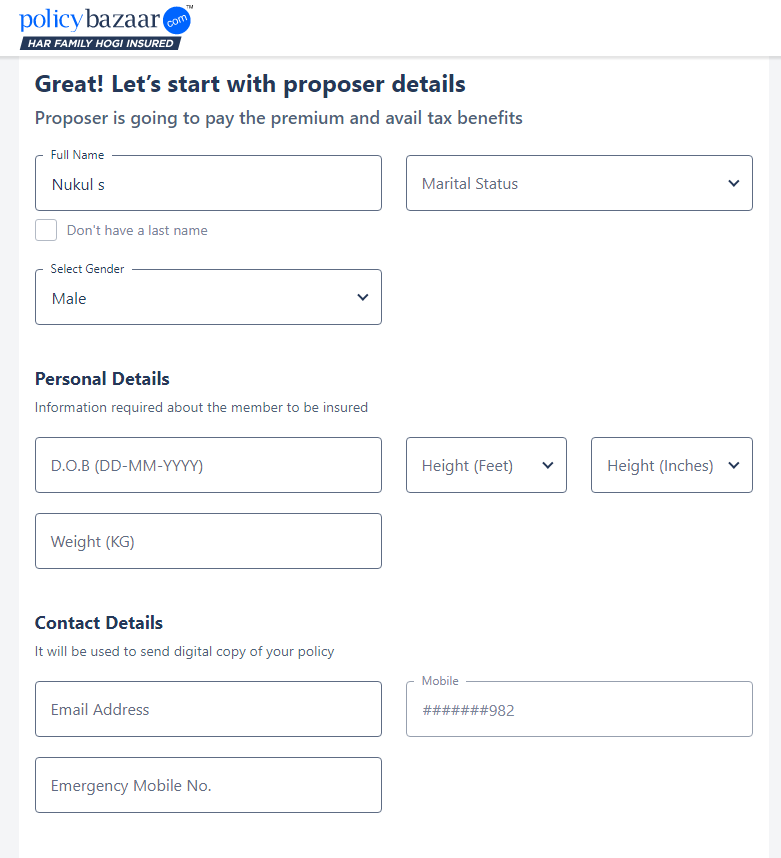 policybazaar.com
TM
HAR FAMILY HOGI INSURED
Great! Let’s start with proposer details
Proposer is going to pay the premium and avail tax benefits
Full Name
Nukul s
Marital Status
Don't have a last name
Select Gender
Male
Personal Details
Information required about the member to be insured
D.O.B (DD-MM-YYYY)
Height (Feet)
Height (Inches)
Weight (KG)
Contact Details
It will be used to send digital copy of your policy
Email Address
Mobile
#######982
Emergency Mobile No.